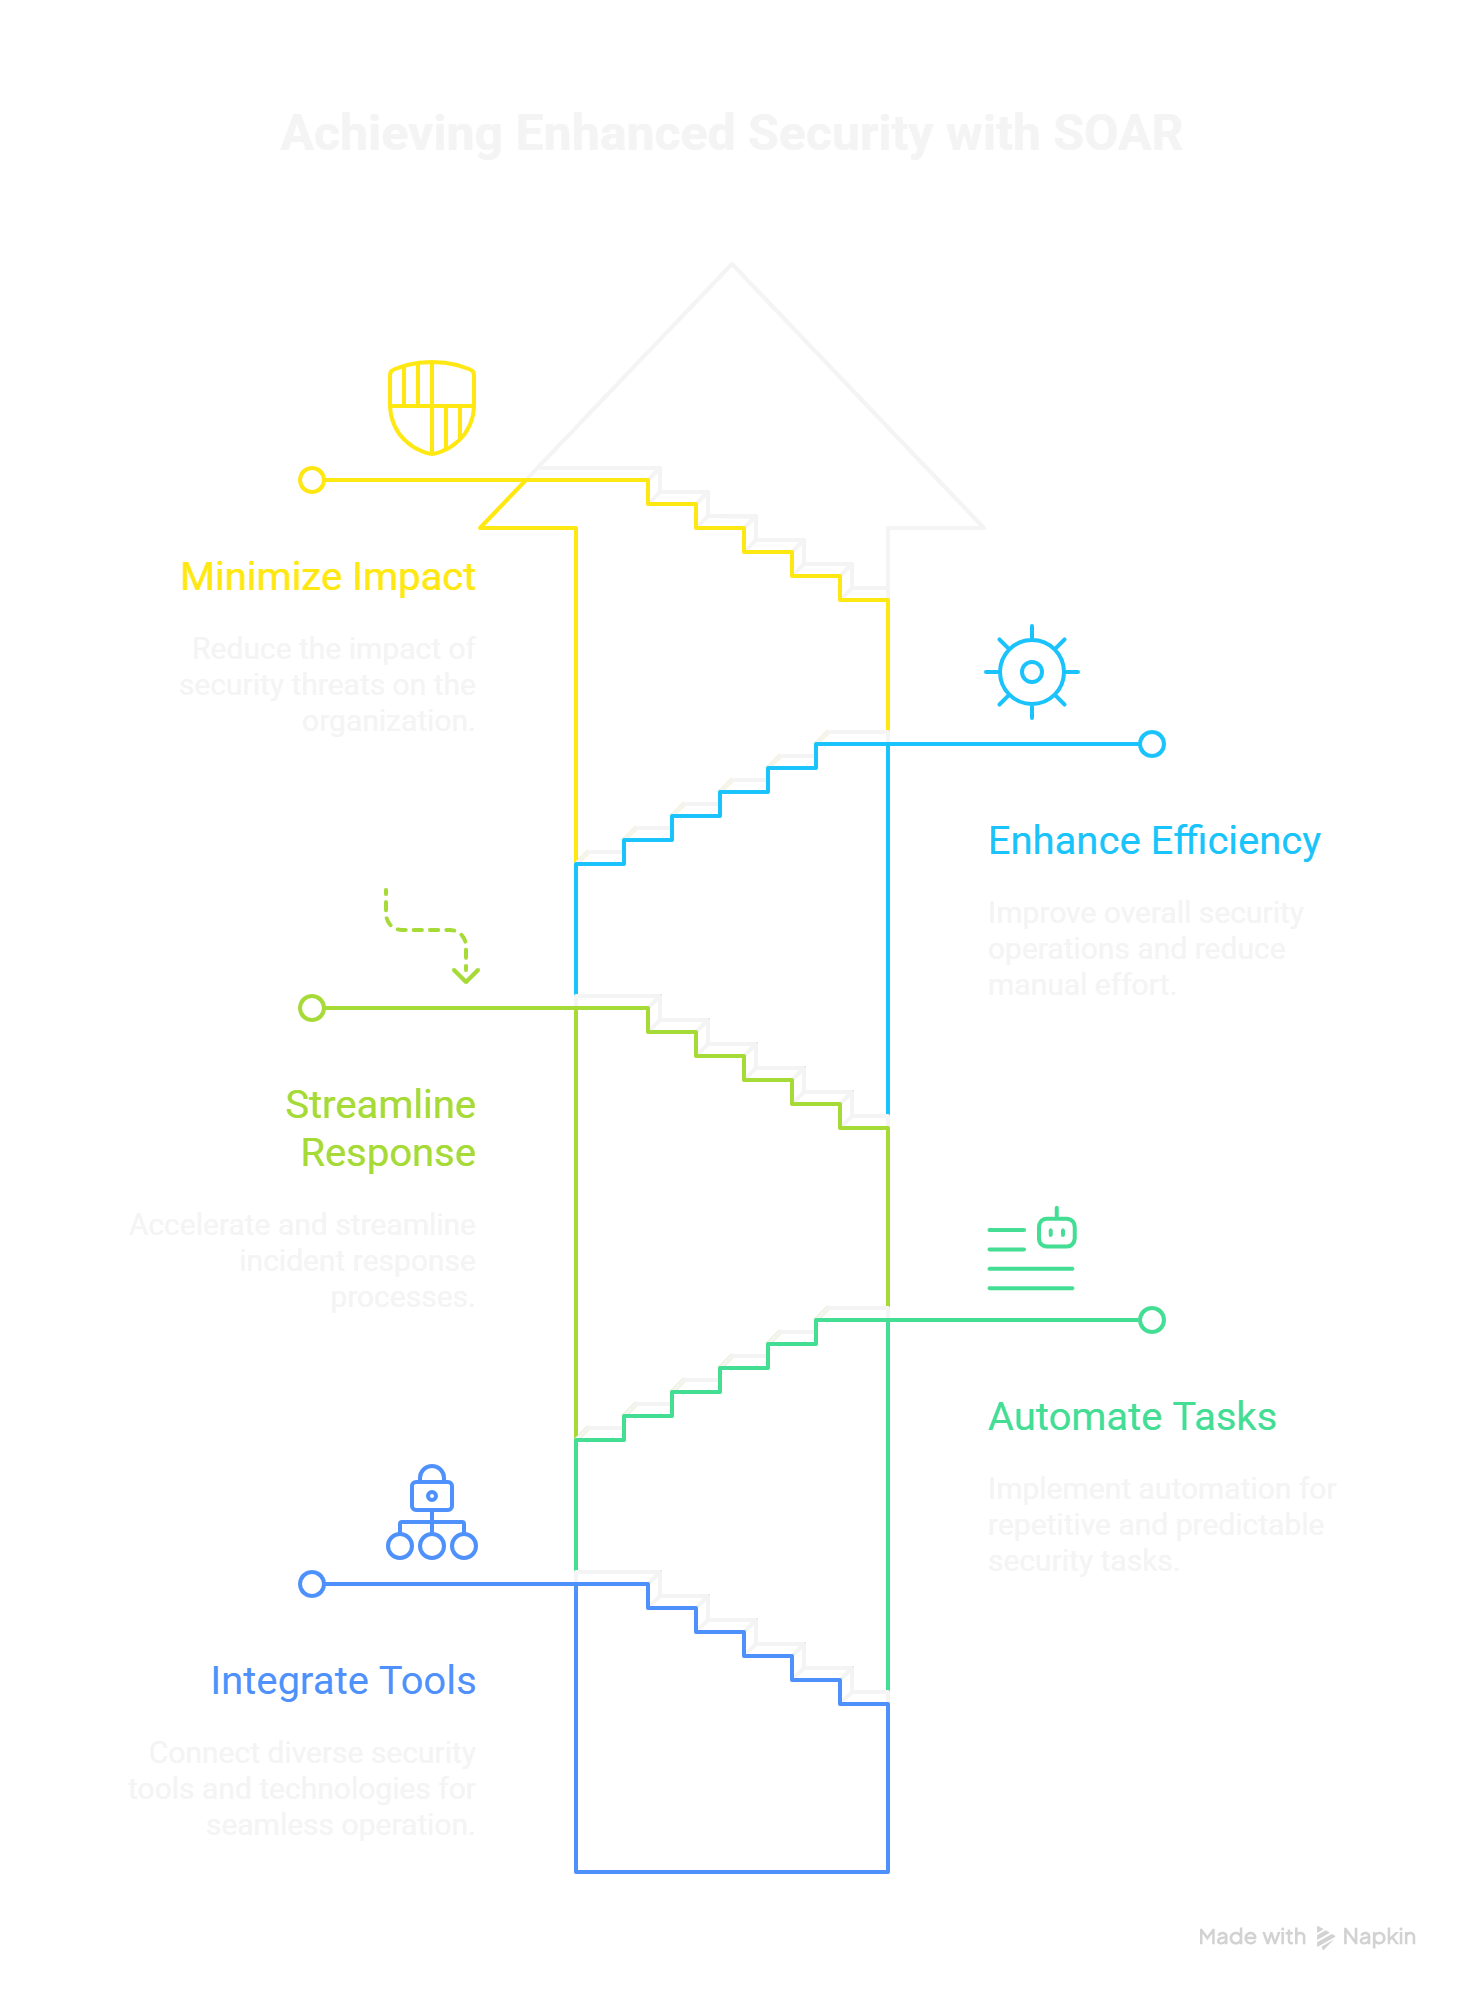 Achieving Enhanced Security with SOAR
Minimize Impact
Reduce the impact of
security threats on the
organization.
Enhance Efficiency
Improve overall security
operations and reduce
manual effort.
Streamline
Response
Accelerate and streamline
incident response
processes.
Automate Tasks
Implement automation for
repetitive and predictable
security tasks.
Integrate Tools
Connect diverse security
tools and technologies for
seamless operation.
Made with Napkin